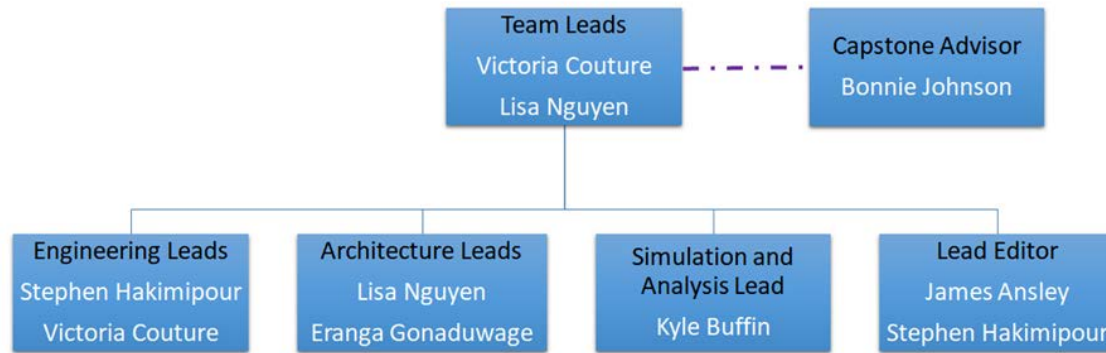 Team Leads
Victoria Couture
Lisa Nguyen
Capstone Advisor
Bonnie Johnson
Engineering Leads
Stephen Hakimipour
Victoria Couture
Architecture Leads
Lisa Nguyen
Eranga Gonaduwage
Simulation and
Analysis Lead
Kyle Buffin
Lead Editor
James Ansley
Stephen Hakimipour